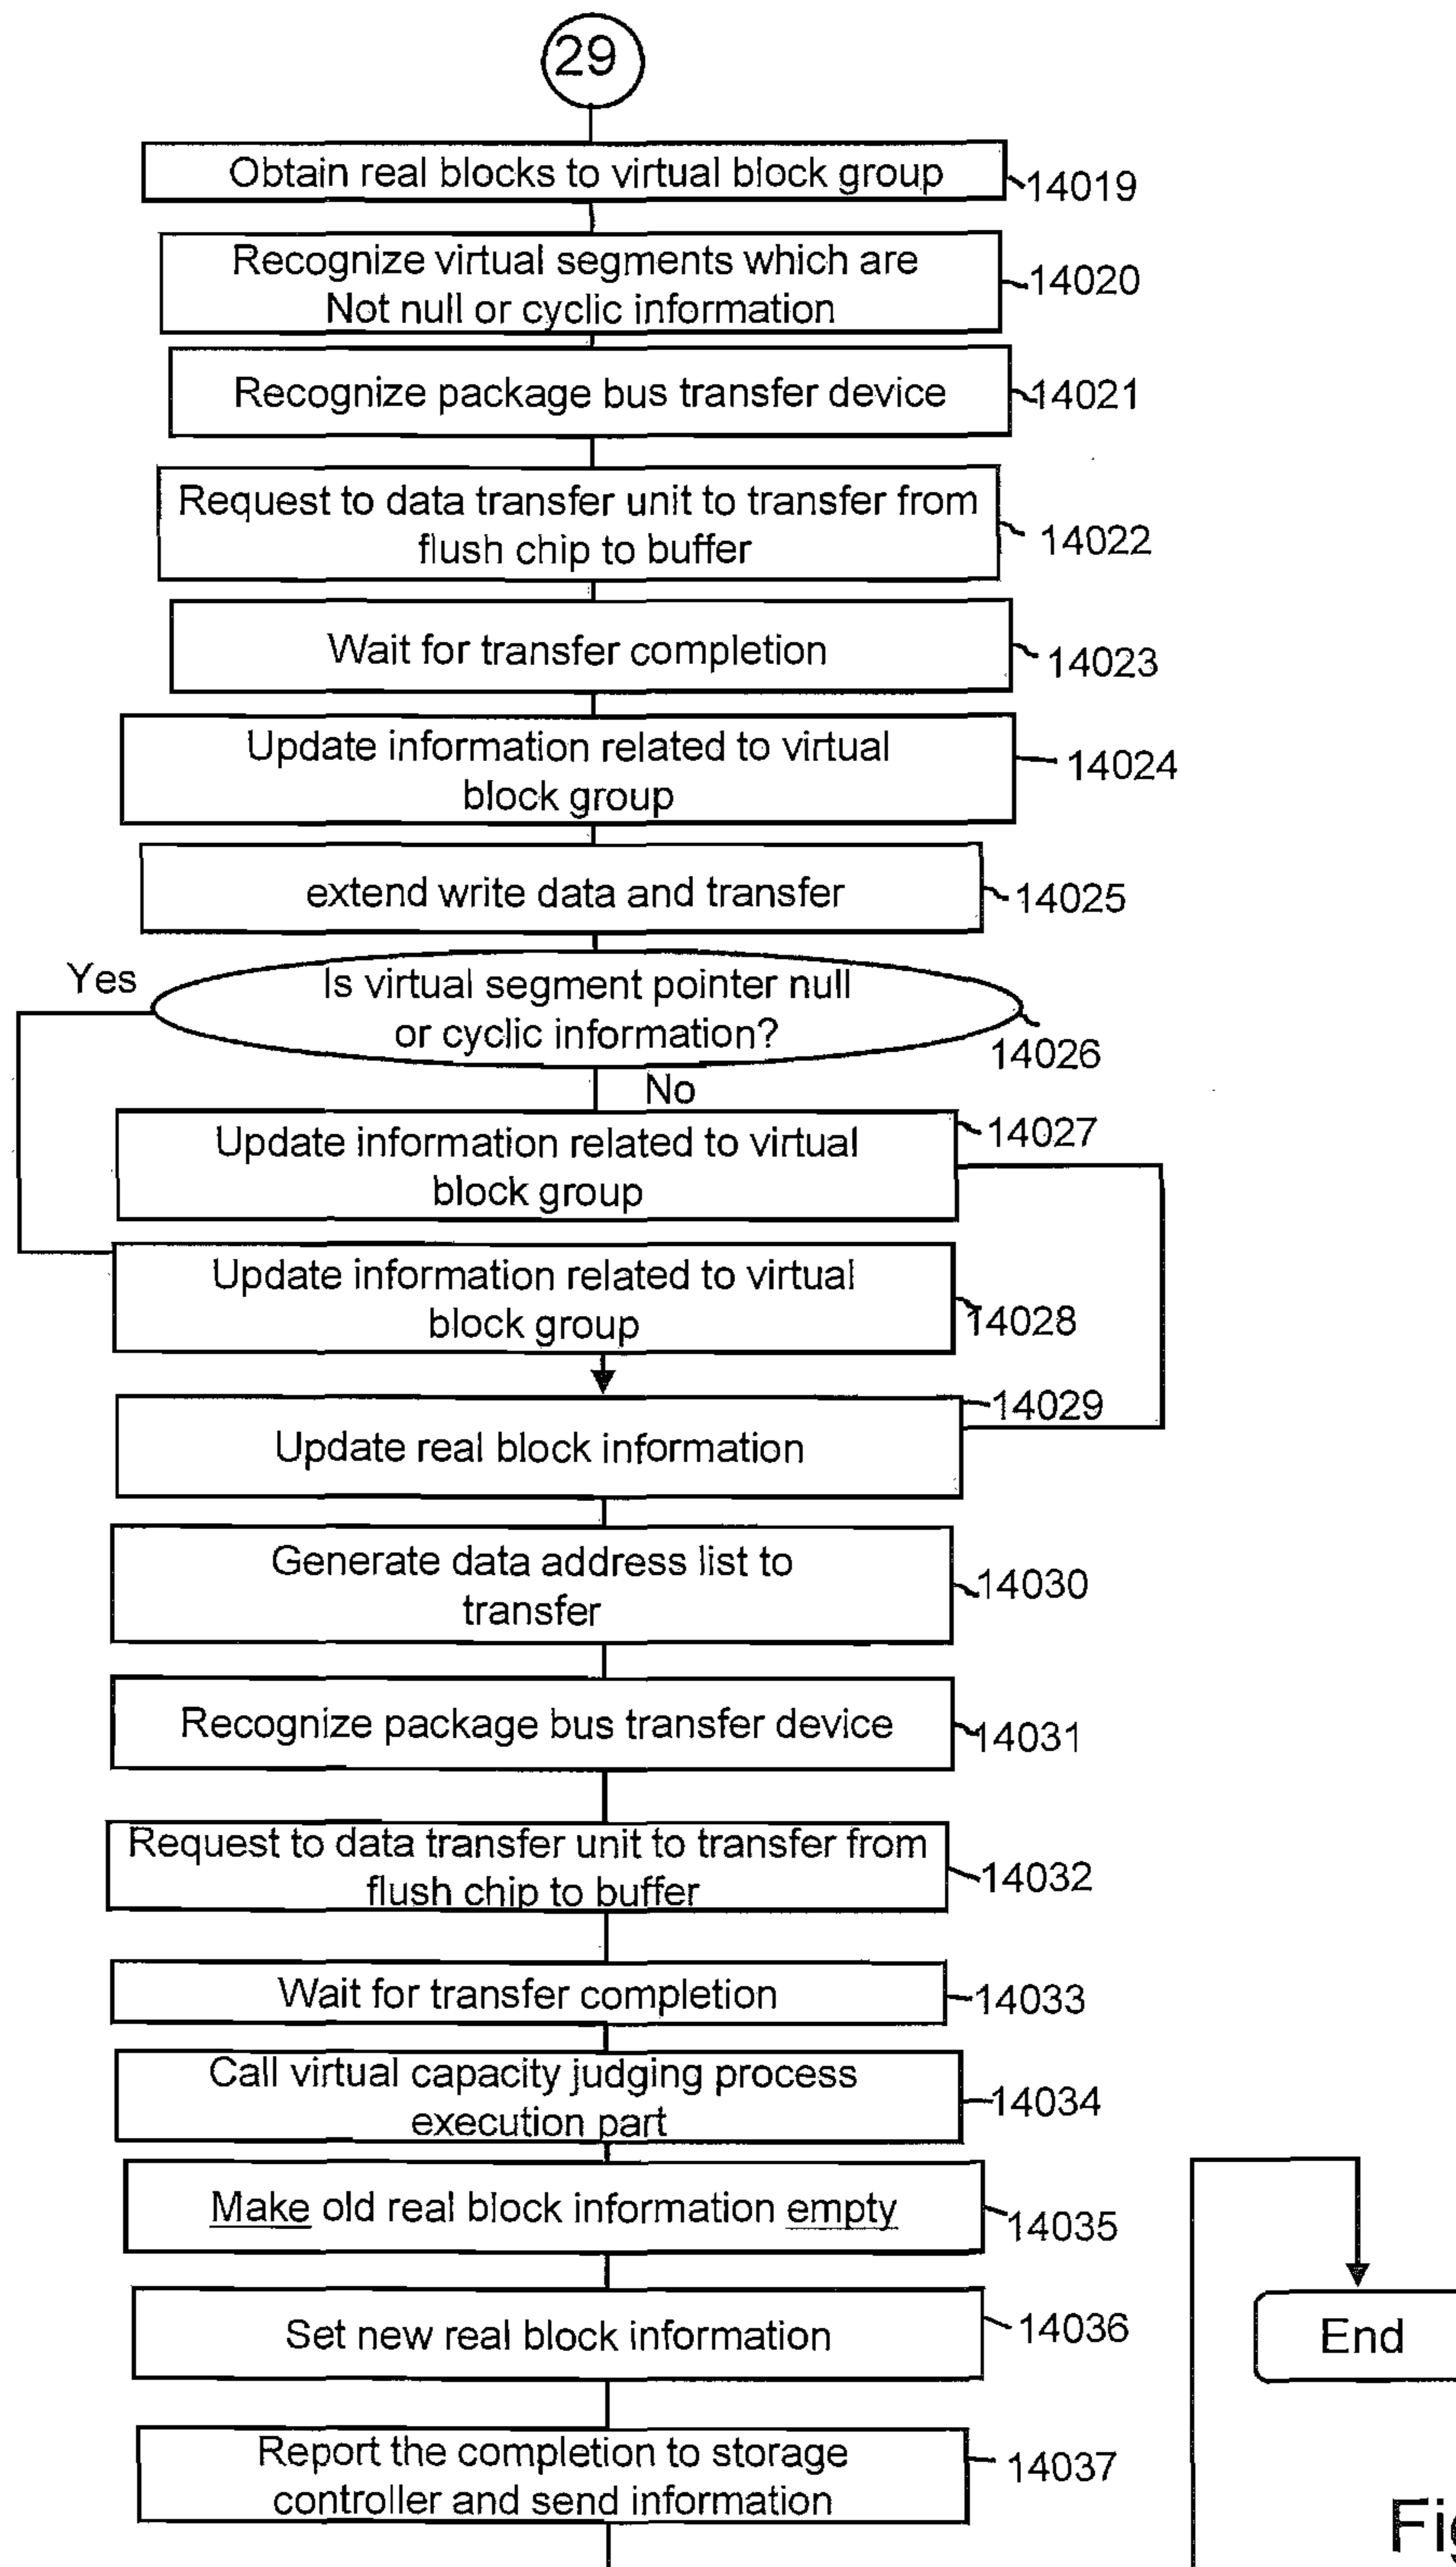 29
Obtain real blocks to virtual block group
14019
Recognize virtual segments which are
Not null or cyclic information
14020
Recognize package bus transfer device
14021
Request to data transfer unit to transfer from
flush chip to buffer
14022
Wait for transfer completion
14023
Update information related to virtual
block group
14024
extend write data and transfer
14025
Yes
Is virtual segment pointer null
or cyclic information?
14026
No
Update information related to virtual
block group
14027
Update information related to virtual
block group
14028
Update real block information
14029
Generate data address list to
transfer
14030
Recognize package bus transfer device
14031
Request to data transfer unit to transfer from
flush chip to buffer
14032
Wait for transfer completion
14033
Call virtual capacity judging process
execution part
14034
Make old real block information empty
14035
Set new real block information
14036
End
Report the completion to storage
controller and send information
14037